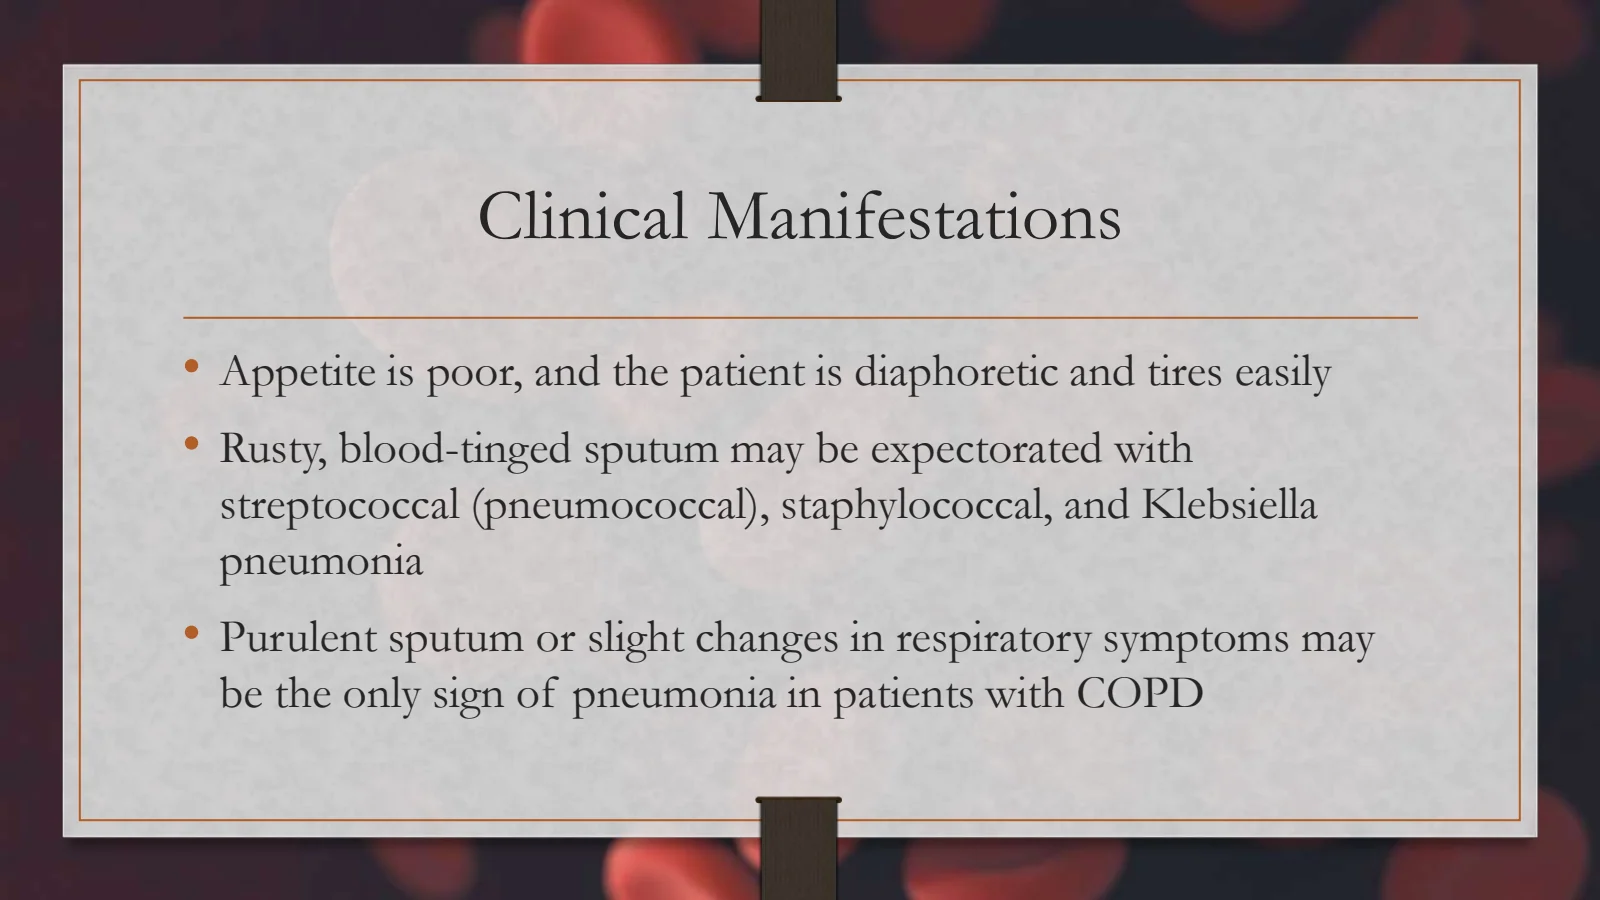 Clinical Manifestations
• Appetite is poor, and the patient is diaphoretic and tires easily
• Rusty, blood-tinged sputum may be expectorated with
streptococcal (pneumococcal), staphylococcal, and Klebsiella
pneumonia
• Purulent sputum or slight changes in respiratory symptoms may
be the only sign of pneumonia in patients with COPD